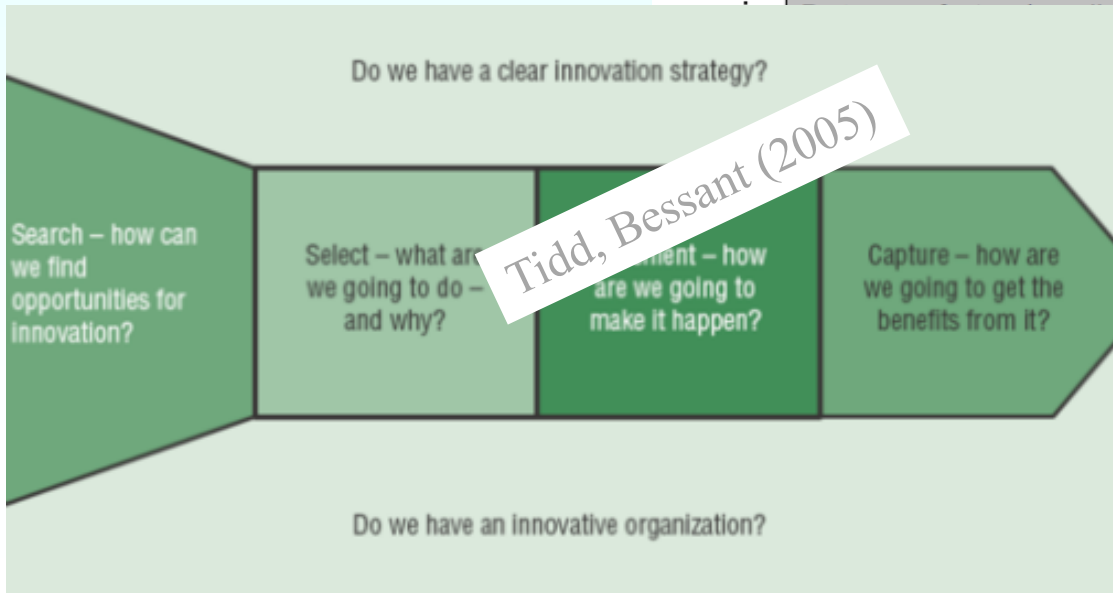 Do we have a clear innovation strategy?
Tidd, Bessant (2005)
Search – how can
we find
opportunities for
innovation?
Select – what are
we going to do –
and why?
– how
are we going to
make it happen?
Capture – how are
we going to get the
benefits from it?
Do we have an innovative organization?